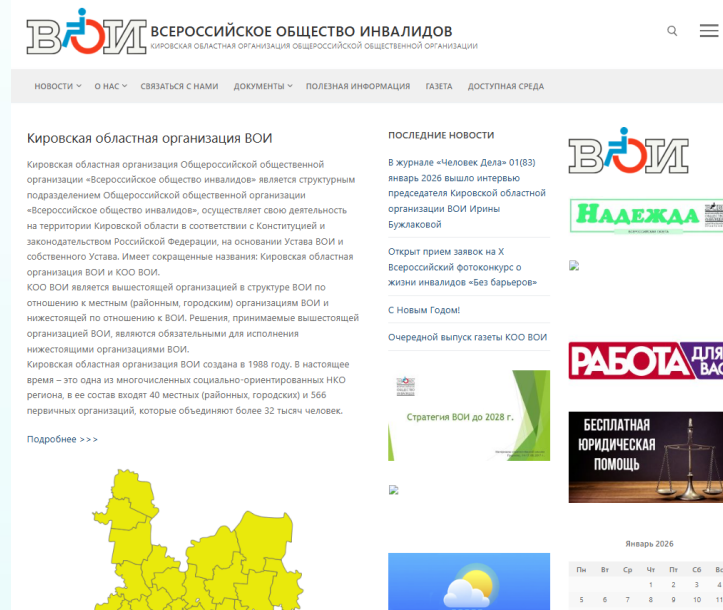 ВОИ ВСЕРОССИЙСКОЕ ОБЩЕСТВО ИНВАЛИДОВ
КИРОВСКАЯ ОБЛАСТНАЯ ОРГАНИЗАЦИЯ ОБЩЕРОССИЙСКОЙ ОБЩЕСТВЕННОЙ ОРГАНИЗАЦИИ
НОВОСТИ О НАС СВЯЗАТЬСЯ С НАМИ ДОКУМЕНТЫ ПОЛЕЗНАЯ ИНФОРМАЦИЯ ГАЗЕТА ДОСТУПНАЯ СРЕДА
Кировская областная организация ВОИ
Кировская областная организация Общероссийской общественной
организации «Всероссийское общество инвалидов» является структурным
подразделением Общероссийской общественной организации
«Всероссийское общество инвалидов», осуществляет свою деятельность
на территории Кировской области в соответствии с Конституцией и
законодательством Российской Федерации, на основании Устава ВОИ и
собственного Устава. Имеет сокращенные названия: Кировская областная
организация ВОИ и КОО ВОИ.
КОО ВОИ является вышестоящей организацией в структуре ВОИ по
отношению к местным (районным, городским) организациям ВОИ и
нижестоящей по отношению к ВОИ. Решения, принимаемые вышестоящей
организацией ВОИ, являются обязательными для исполнения
нижестоящими организациями ВОИ.
Кировская областная организация ВОИ создана в 1988 году. В настоящее
время – это одна из многочисленных социально-ориентированных НКО
региона, в ее состав входят 40 местных (районных, городских) и 566
первичных организаций, которые объединяют более 32 тысяч человек.
Подробнее >>>
ПОСЛЕДНИЕ НОВОСТИ
В журнале «Человек Дела» 01(83)
январь 2026 вышло интервью
председателя Кировской областной
организации ВОИ Ирины
Бужлаковой
Открыт прием заявок на X
Всероссийский фотоконкурс о
жизни инвалидов «Без барьеров»
С Новым Годом!
Очередной выпуск газеты КОО ВОИ
Стратегия ВОИ до 2028 г.
ВОИ
НАДЕЖДА
РАБОТА ДЛЯ
ВАС
БЕСПЛАТНАЯ
ЮРИДИЧЕСКАЯ
ПОМОЩЬ
Январь 2026
Пн Вт Ср Чт Пт Сб Вс
1 2 3 4
5 6 7 8 9 10 11